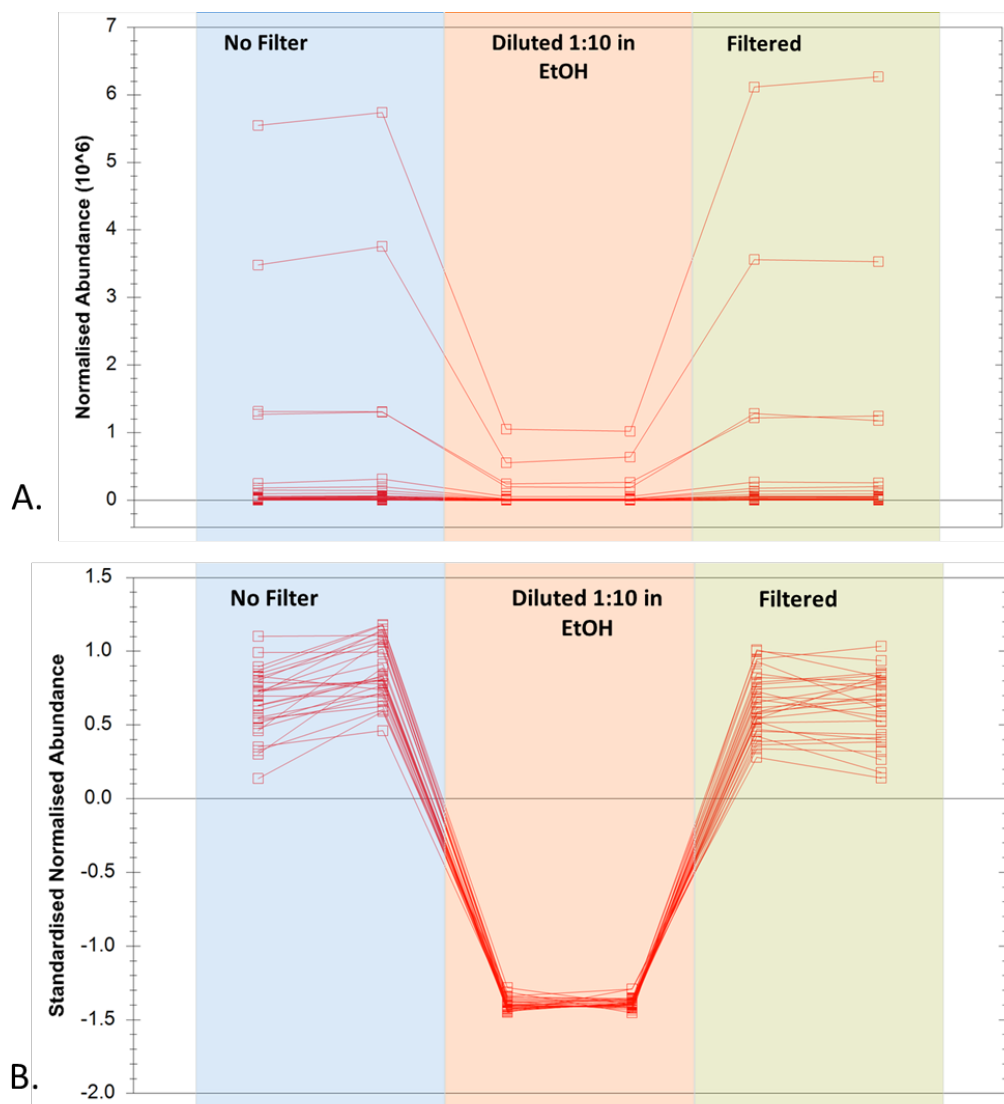 No Filter
Diluted 1:10 in
EtOH
Filtered
Normalised Abundance (10^6)
7
6
5
4
3
2
1
0
A.
No Filter
Diluted 1:10 in
EtOH
Filtered
Standardised Normalised Abundance
1.5
1.0
0.5
0.0
-0.5
-1.0
-1.5
-2.0
B.